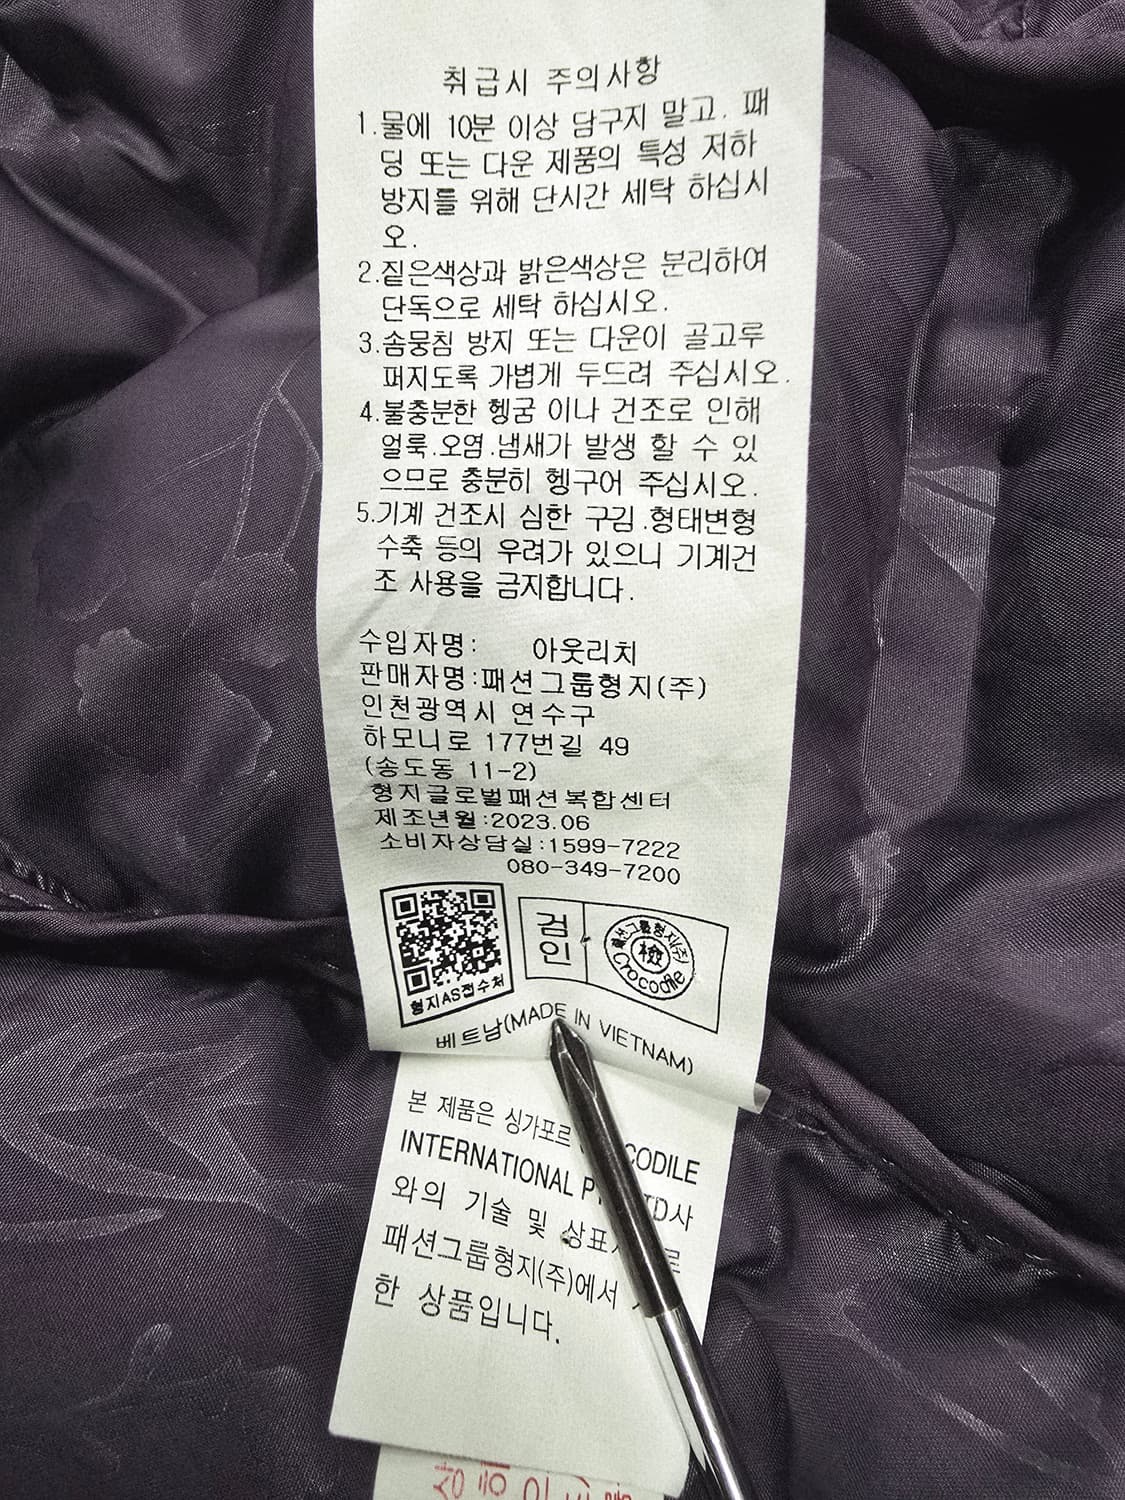 취급시 주의사항
1.물에 10분 이상 담구지 말고. 패
딩 또는 다운 제품의 특성 저하
방지를 위해 단시간 세탁 하십시
오.
2.짙은색상과 밝은색상은 분리하여
단독으로 세탁 하십시오.
3.솜뭉침 방지 또는 다운이 골고루
퍼지도록 가볍게 두드려 주십시오.
4.불충분한 헹굼 이나 건조로 인해
얼룩.오염.냄새가 발생 할 수 있
으므로 충분히 헹구어 주십시오.
5.기계 건조시 심한 구김.형태변형
수축 등의 우려가 있으니 기계건
조 사용을 금지합니다.
수입자명: 아웃리치
판매자명:패션그룹형지(주)
인천광역시 연수구
하모니로 177번길 49
(송도동 11-2)
형지글로벌패션복합센터
제조년월:2023.06
소비자상담실:1599-7222
080-349-7200
형지AS접수처
검인
패션그룹형지(주)
檢
Crocodile
베트남(MADE IN VIETNAM)
본 제품은 싱가포르 CODILE
INTERNATIONAL P TD사
와의 기술 및 상표
패션그룹형지(주)에서
한 상품입니다.